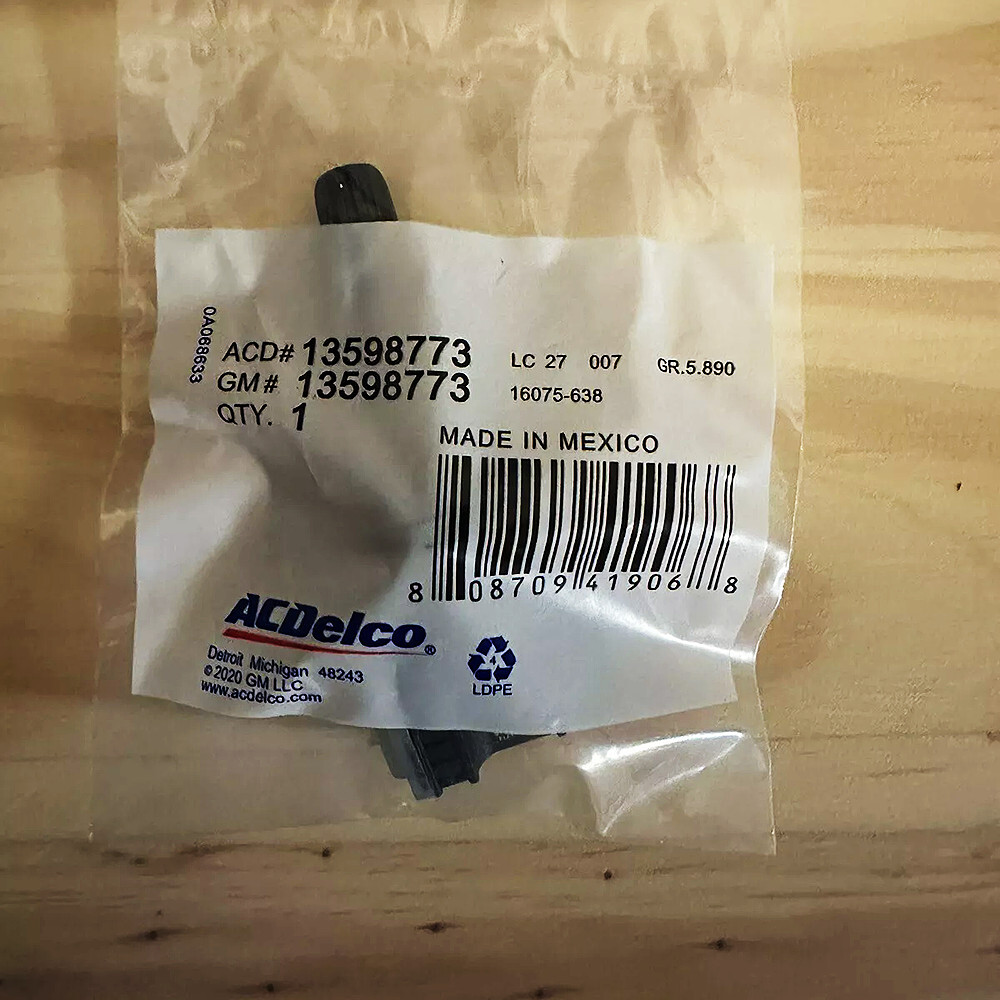 0A068633
ACD# 13598773 LC 27 007 GR.5.890
GM # 13598773 16075-638
QTY. 1
MADE IN MEXICO
8 08709 41906 8
ACDelco®
Detroit Michigan 48243
© 2020 GM LLC
www.acdelco.com
LDPE